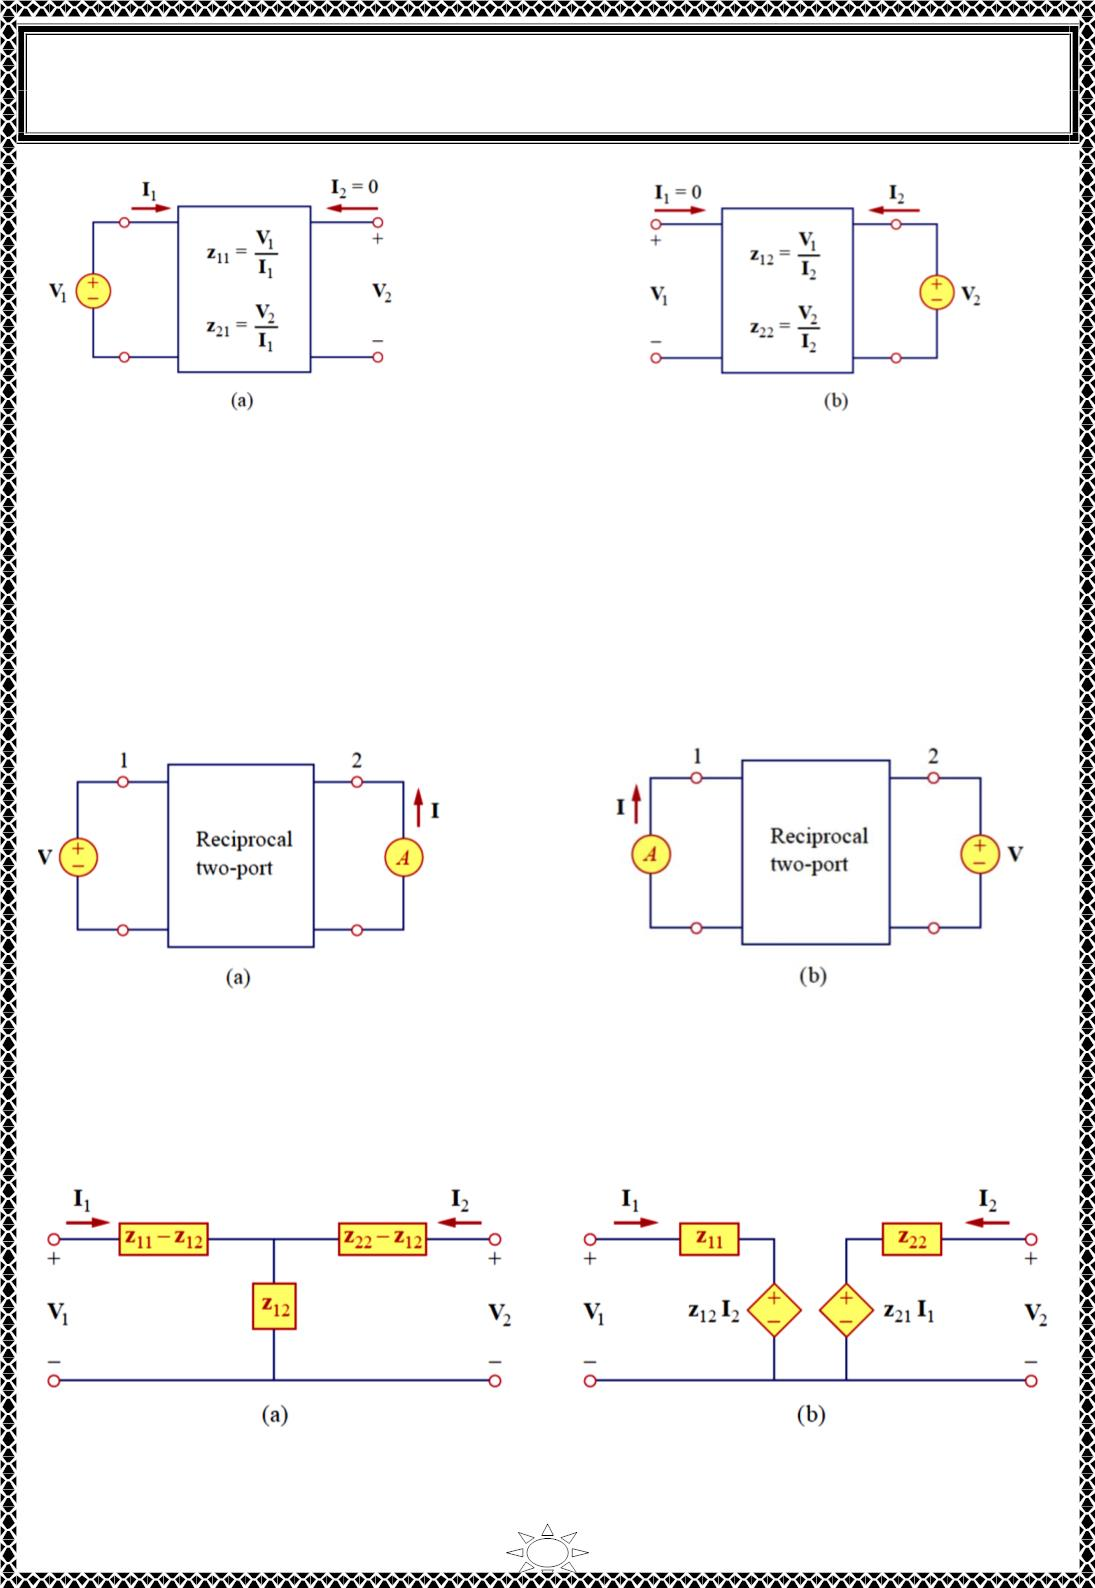 I₁ I₂ = 0
z₁₁ = V₁/I₁
+
V₁ + − V₂
z₂₁ = V₂/I₁
−
(a)
I₁ = 0 I₂
+
z₁₂ = V₁/I₂
V₁ + − V₂
z₂₂ = V₂/I₂
−
(b)
1 2
I
Reciprocal
two-port
V + − A
(a)
1 2
I
Reciprocal
two-port
A + − V
(b)
I₁ I₂
z₁₁ − z₁₂ z₂₂ − z₁₂
+ +
V₁ z₁₂ V₂
− −
(a)
I₁ I₂
z₁₁ z₂₂
+ +
V₁ z₁₂ I₂ + − + − z₂₁ I₁ V₂
− −
(b)